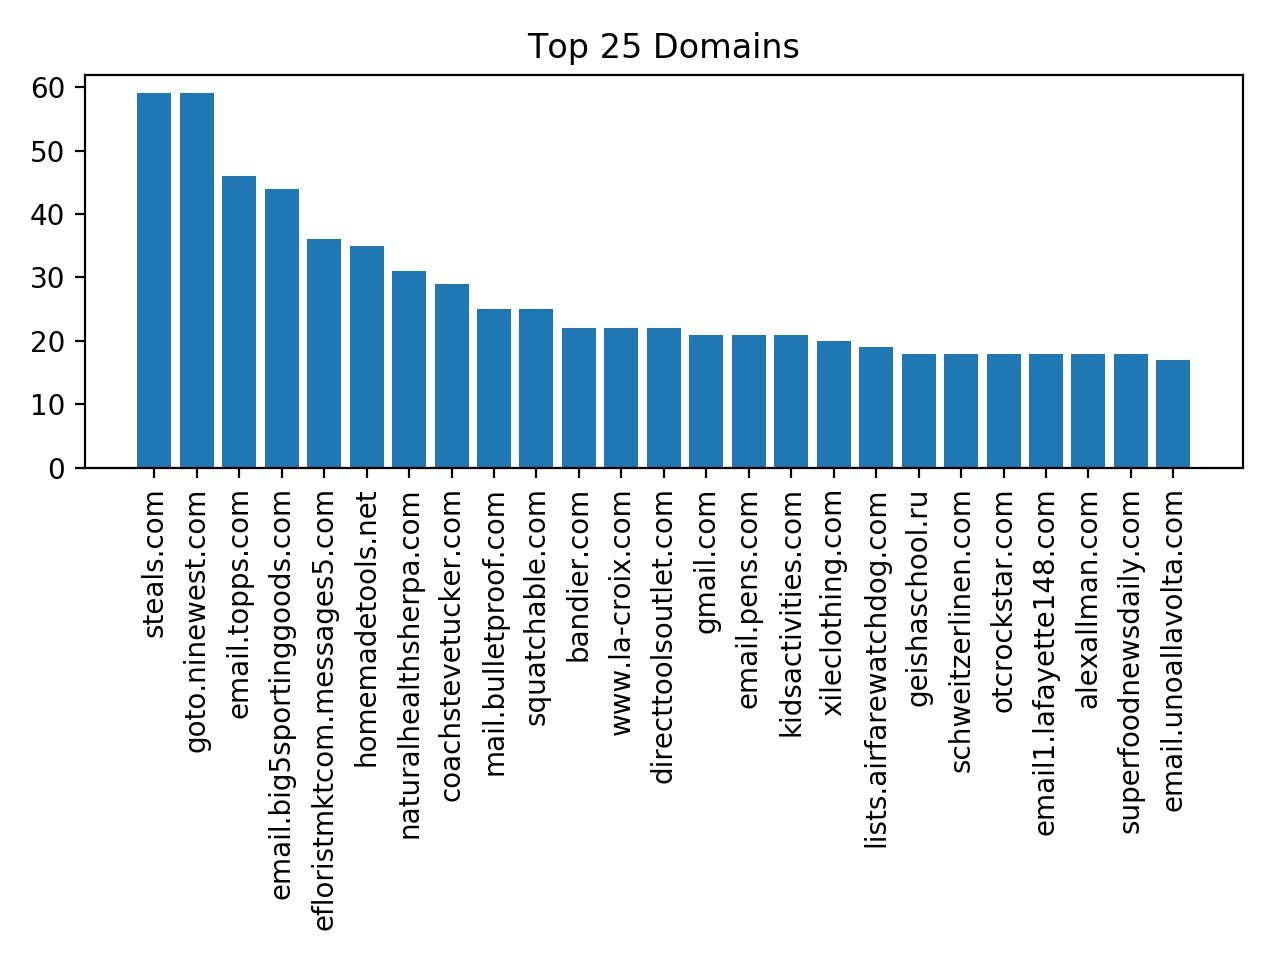 Top 25 Domains
60
50
40
30
20
10
0
steals.com
goto.ninewest.com
email.topps.com
email.big5sportinggoods.com
efloristmktcom.messages5.com
homemadetools.net
naturalhealthsherpa.com
coachstevetucker.com
mail.bulletproof.com
squatchable.com
bandier.com
www.la-croix.com
directtoolsoutlet.com
gmail.com
email.pens.com
kidsactivities.com
xileclothing.com
lists.airfarewatchdog.com
geishaschool.ru
schweitzerlinen.com
otcrockstar.com
email1.lafayette148.com
alexallman.com
superfoodnewsdaily.com
email.unoallavolta.com